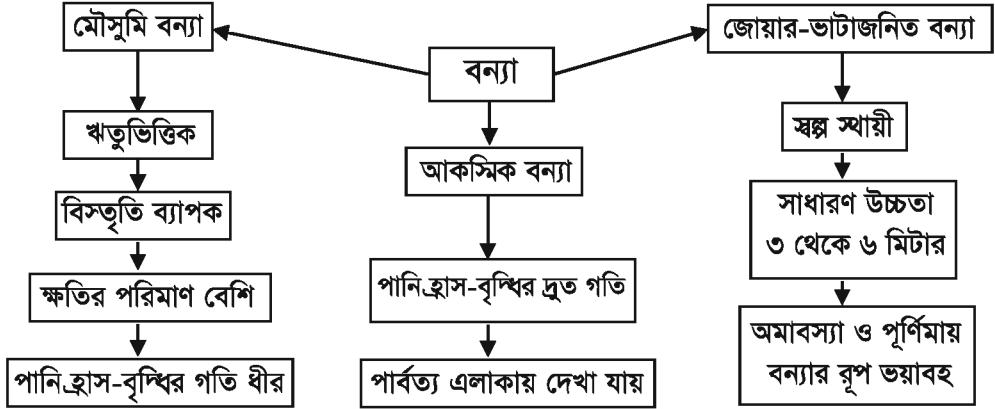 বন্যা
মৌসুমি বন্যা
ঋতুভিত্তিক
বিস্তৃতি ব্যাপক
ক্ষতির পরিমাণ বেশি
পানি হ্রাস-বৃদ্ধির গতি ধীর
আকস্মিক বন্যা
পানি হ্রাস-বৃদ্ধির দ্রুত গতি
পার্বত্য এলাকায় দেখা যায়
জোয়ার-ভাটাজনিত বন্যা
স্বল্প স্থায়ী
সাধারণ উচ্চতা
৩ থেকে ৬ মিটার
অমাবস্যা ও পূর্ণিমায়
বন্যার রূপ ভয়াবহ